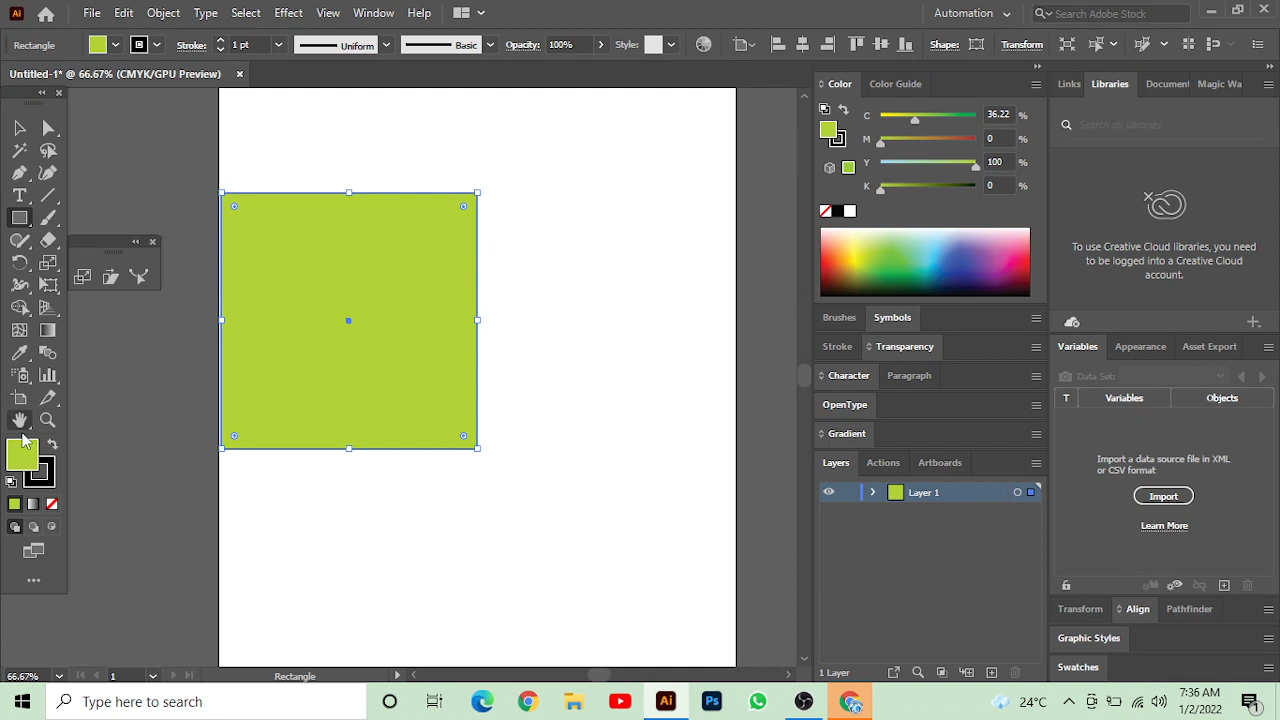 Ai File Edit Object Type Select Effect View Window Help Automation Search Adobe Stock
Rectangle Stroke: 1 pt Uniform Basic Opacity: 100% Style: Shape: Transform
Untitled-1* @ 66.67% (CMYK/GPU Preview)
Color Color Guide
C 36.22 %
M 0 %
Y 100 %
K 0 %
Brushes Symbols
Stroke Transparency
Character Paragraph
OpenType
Gradient
Layers Actions Artboards
Layer 1
1 Layer
Links Libraries Document Magic Wa
Search all libraries
To use Creative Cloud libraries, you need
to be logged into a Creative Cloud
account.
Variables Appearance Asset Export
Data Set:
T Variables Objects
Import a data source file in XML
or CSV format
Import
Learn More
Transform Align Pathfinder
Graphic Styles
Swatches
66.67% 1 Rectangle
Type here to search
Ai Ps
24°C
7:36 AM
1/2/2022
1